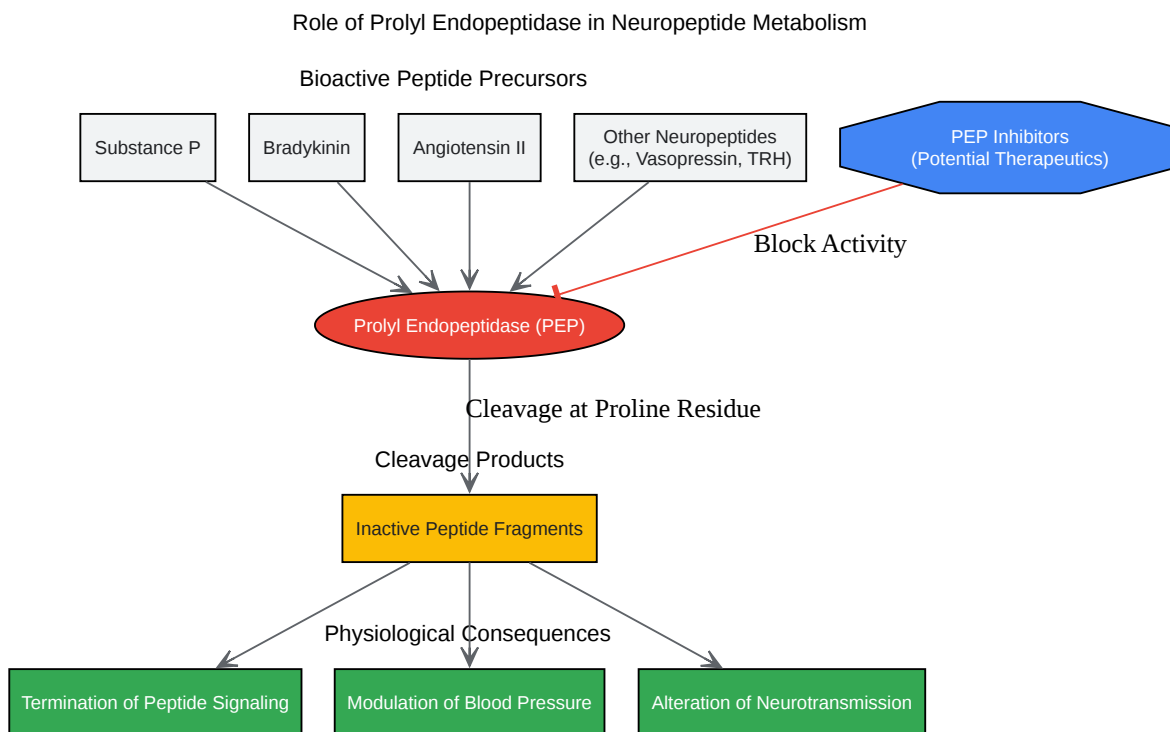 Role of Prolyl Endopeptidase in Neuropeptide Metabolism
Bioactive Peptide Precursors
Substance P
Bradykinin
Angiotensin II
Other Neuropeptides
(e.g., Vasopressin, TRH)
PEP Inhibitors
(Potential Therapeutics)
Block Activity
Prolyl Endopeptidase (PEP)
Cleavage at Proline Residue
Cleavage Products
Inactive Peptide Fragments
Physiological Consequences
Termination of Peptide Signaling
Modulation of Blood Pressure
Alteration of Neurotransmission